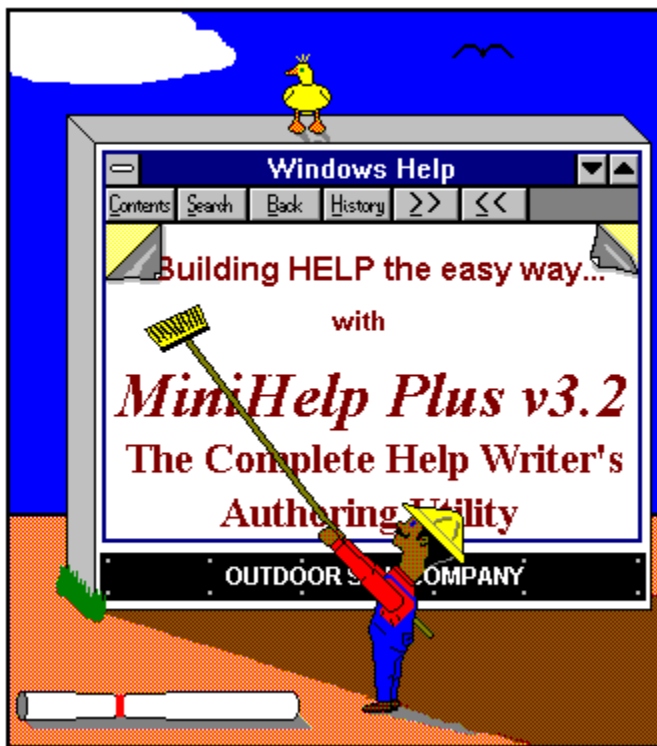 Windows Help
Contents Search Back History >> <<
Building HELP the easy way...
with
MiniHelp Plus v3.2
The Complete Help Writer's
Authoring Utility
OUTDOOR COMPANY